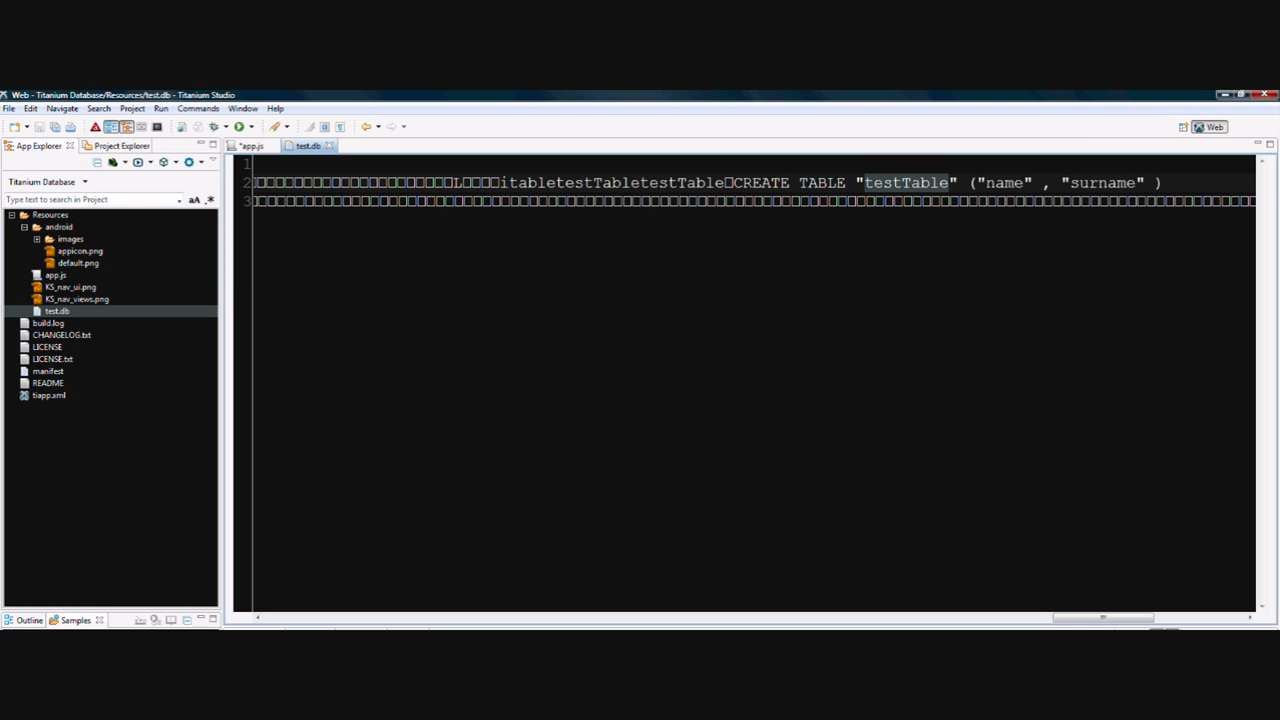 Web - Titanium Database/Resources/test.db - Titanium Studio
File Edit Navigate Search Project Run Commands Window Help
Web
App Explorer Project Explorer
*app.js test.db
Titanium Database
Type text to search in Project
aA .*
Resources
android
images
appicon.png
default.png
app.js
KS_nav_ui.png
KS_nav_views.png
test.db
build.log
CHANGELOG.txt
LICENSE
LICENSE.txt
manifest
README
tiapp.xml
1
2 □□□□□□□□□□□□□□□□□□□□□L□□□□itabletestTabletestTable□CREATE TABLE "testTable" ("name" , "surname" )
3
Outline Samples